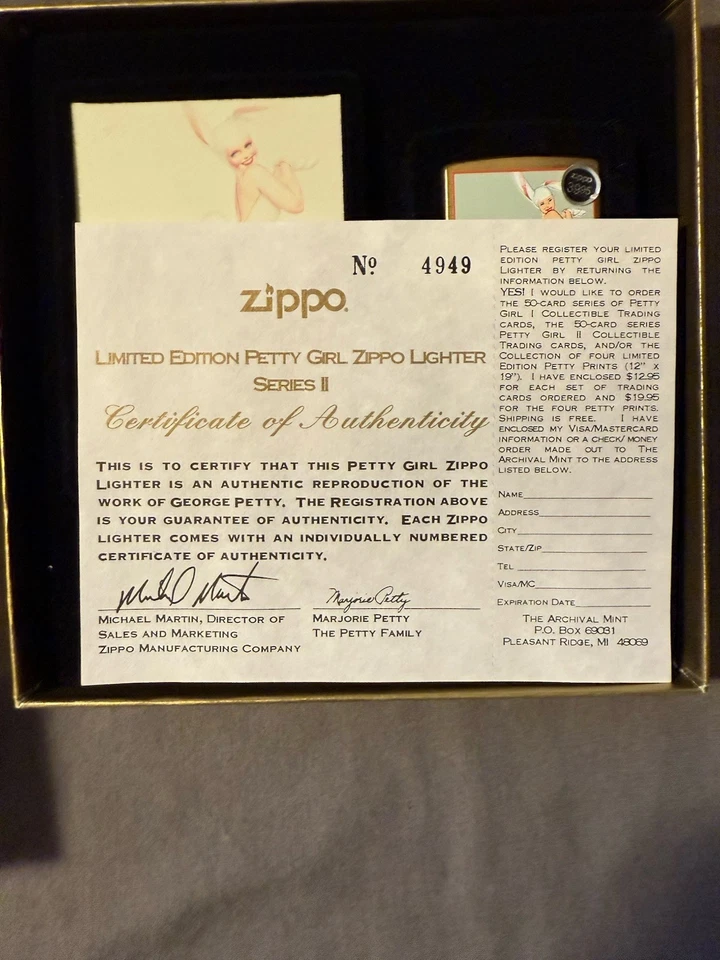 zippo
3995
Nº 4949
zippo.
Limited Edition Petty Girl Zippo Lighter
Series II
Certificate of Authenticity
This is to certify that this Petty Girl Zippo
Lighter is an authentic reproduction of the
work of George Petty. The Registration above
is your guarantee of authenticity. Each Zippo
lighter comes with an individually numbered
certificate of authenticity.
Michael Martin
Michael Martin, Director of
Sales and Marketing
Zippo Manufacturing Company
Marjorie Petty
Marjorie Petty
The Petty Family
Please register your limited
edition Petty Girl Zippo
Lighter by returning the
information below.
YES! I would like to order
the 50-card series of Petty
Girl I Collectible Trading
cards, the 50-card series
Petty Girl II Collectible
Trading cards, and/or the
Collection of four Limited
Edition Petty Prints (12" x
19"). I have enclosed $12.95
for each set of trading
cards ordered and $19.95
for the four Petty prints.
Shipping is free. I have
enclosed my Visa/Mastercard
information or a check/ money
order made out to The
Archival Mint to the address
listed below.
Name
Address
City
State/Zip
Tel
Visa/MC
Expiration Date
The Archival Mint
P.O. Box 69031
Pleasant Ridge, MI 48069